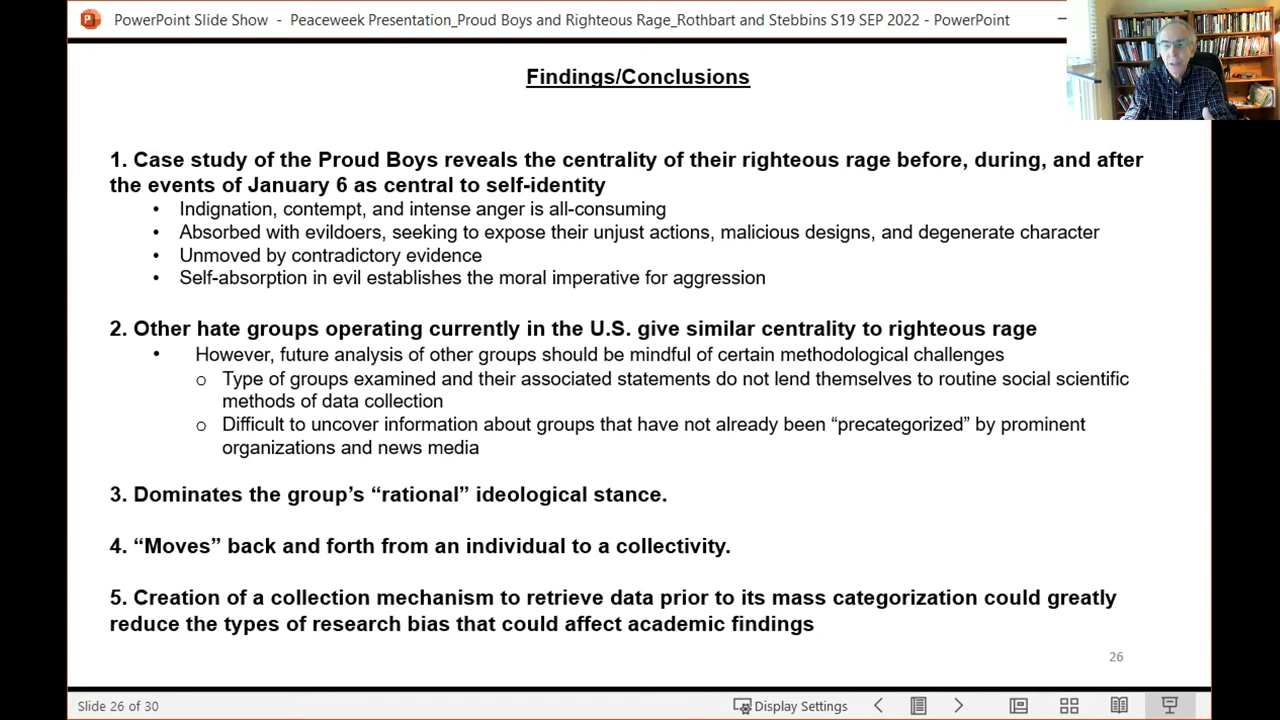 PowerPoint Slide Show - Peaceweek Presentation_Proud Boys and Righteous Rage_Rothbart and Stebbins S19 SEP 2022 - PowerPoint
Findings/Conclusions
1. Case study of the Proud Boys reveals the centrality of their righteous rage before, during, and after
the events of January 6 as central to self-identity
• Indignation, contempt, and intense anger is all-consuming
• Absorbed with evildoers, seeking to expose their unjust actions, malicious designs, and degenerate character
• Unmoved by contradictory evidence
• Self-absorption in evil establishes the moral imperative for aggression
2. Other hate groups operating currently in the U.S. give similar centrality to righteous rage
• However, future analysis of other groups should be mindful of certain methodological challenges
o Type of groups examined and their associated statements do not lend themselves to routine social scientific
methods of data collection
o Difficult to uncover information about groups that have not already been “precategorized” by prominent
organizations and news media
3. Dominates the group’s “rational” ideological stance.
4. “Moves” back and forth from an individual to a collectivity.
5. Creation of a collection mechanism to retrieve data prior to its mass categorization could greatly
reduce the types of research bias that could affect academic findings
26
Slide 26 of 30
Display Settings